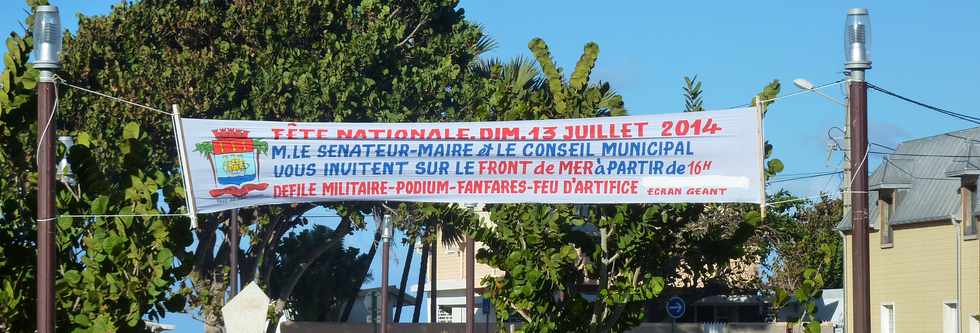 FÊTE NATIONALE.DIM.13 JUILLET 2014
M.LE SENATEUR-MAIRE et LE CONSEIL MUNICIPAL
VOUS INVITENT SUR LE FRONT de MER à PARTIR de 16H
DEFILE MILITAIRE-PODIUM-FANFARES-FEU D'ARTIFICE ECRAN GEANT